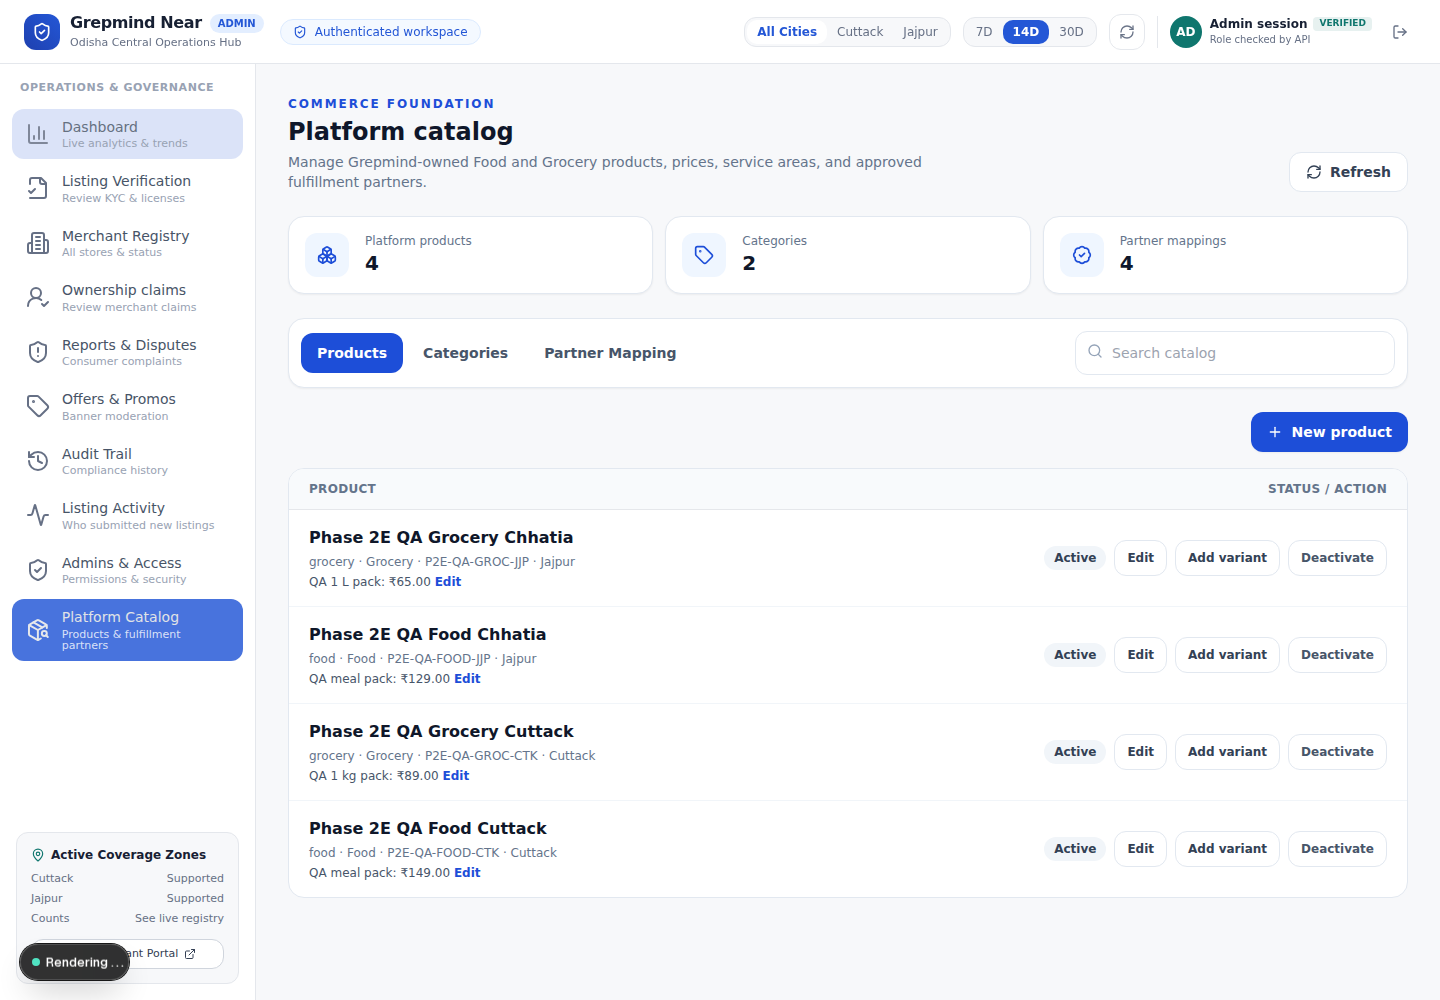 Grepmind Near ADMIN
Odisha Central Operations Hub
Authenticated workspace
All Cities Cuttack Jajpur
7D 14D 30D
AD
Admin session VERIFIED
Role checked by API
OPERATIONS & GOVERNANCE
Dashboard
Live analytics & trends
Listing Verification
Review KYC & licenses
Merchant Registry
All stores & status
Ownership claims
Review merchant claims
Reports & Disputes
Consumer complaints
Offers & Promos
Banner moderation
Audit Trail
Compliance history
Listing Activity
Who submitted new listings
Admins & Access
Permissions & security
Platform Catalog
Products & fulfillment
partners
Active Coverage Zones
Cuttack Supported
Jajpur Supported
Counts See live registry
Portal
Rendering ...
COMMERCE FOUNDATION
Platform catalog
Manage Grepmind-owned Food and Grocery products, prices, service areas, and approved
fulfillment partners.
Refresh
Platform products
4
Categories
2
Partner mappings
4
Products Categories Partner Mapping
Search catalog
+ New product
PRODUCT STATUS / ACTION
Phase 2E QA Grocery Chhatia
grocery · Grocery · P2E-QA-GROC-JJP · Jajpur
QA 1 L pack: ₹65.00 Edit
Active Edit Add variant Deactivate
Phase 2E QA Food Chhatia
food · Food · P2E-QA-FOOD-JJP · Jajpur
QA meal pack: ₹129.00 Edit
Active Edit Add variant Deactivate
Phase 2E QA Grocery Cuttack
grocery · Grocery · P2E-QA-GROC-CTK · Cuttack
QA 1 kg pack: ₹89.00 Edit
Active Edit Add variant Deactivate
Phase 2E QA Food Cuttack
food · Food · P2E-QA-FOOD-CTK · Cuttack
QA meal pack: ₹149.00 Edit
Active Edit Add variant Deactivate